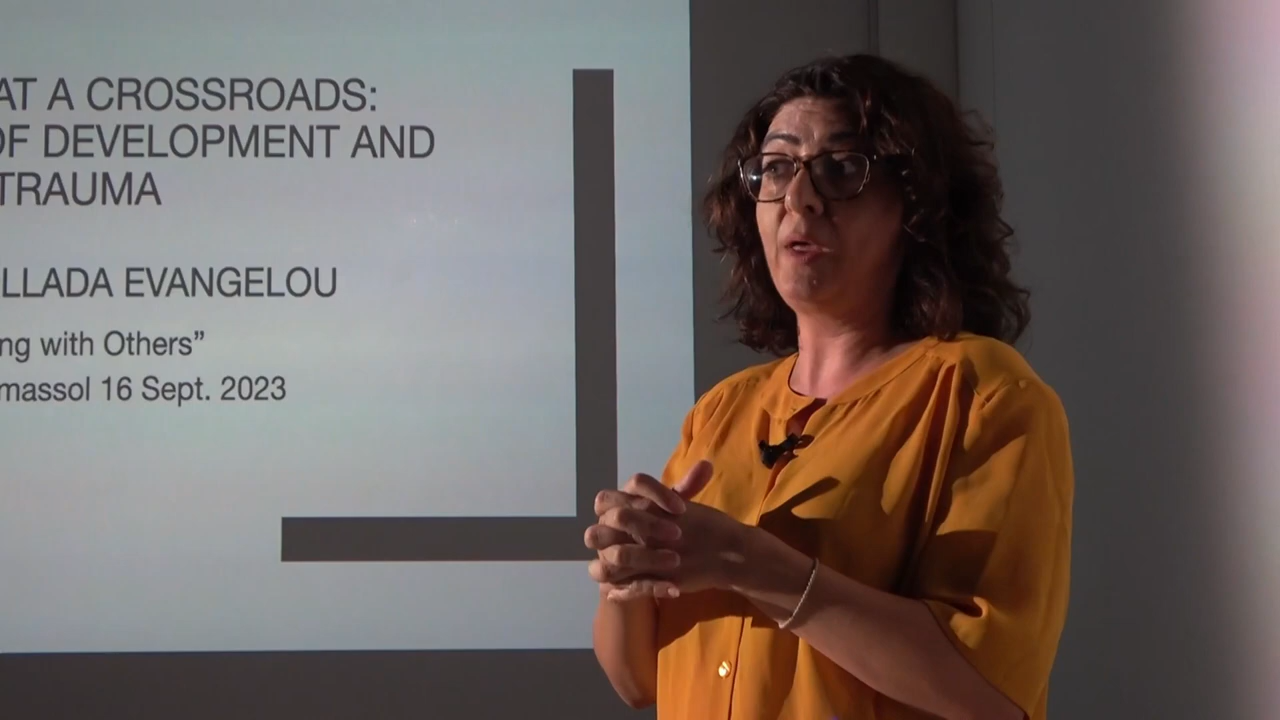 AT A CROSSROADS:
OF DEVELOPMENT AND
TRAUMA
LLADA EVANGELOU
ng with Others”
massol 16 Sept. 2023